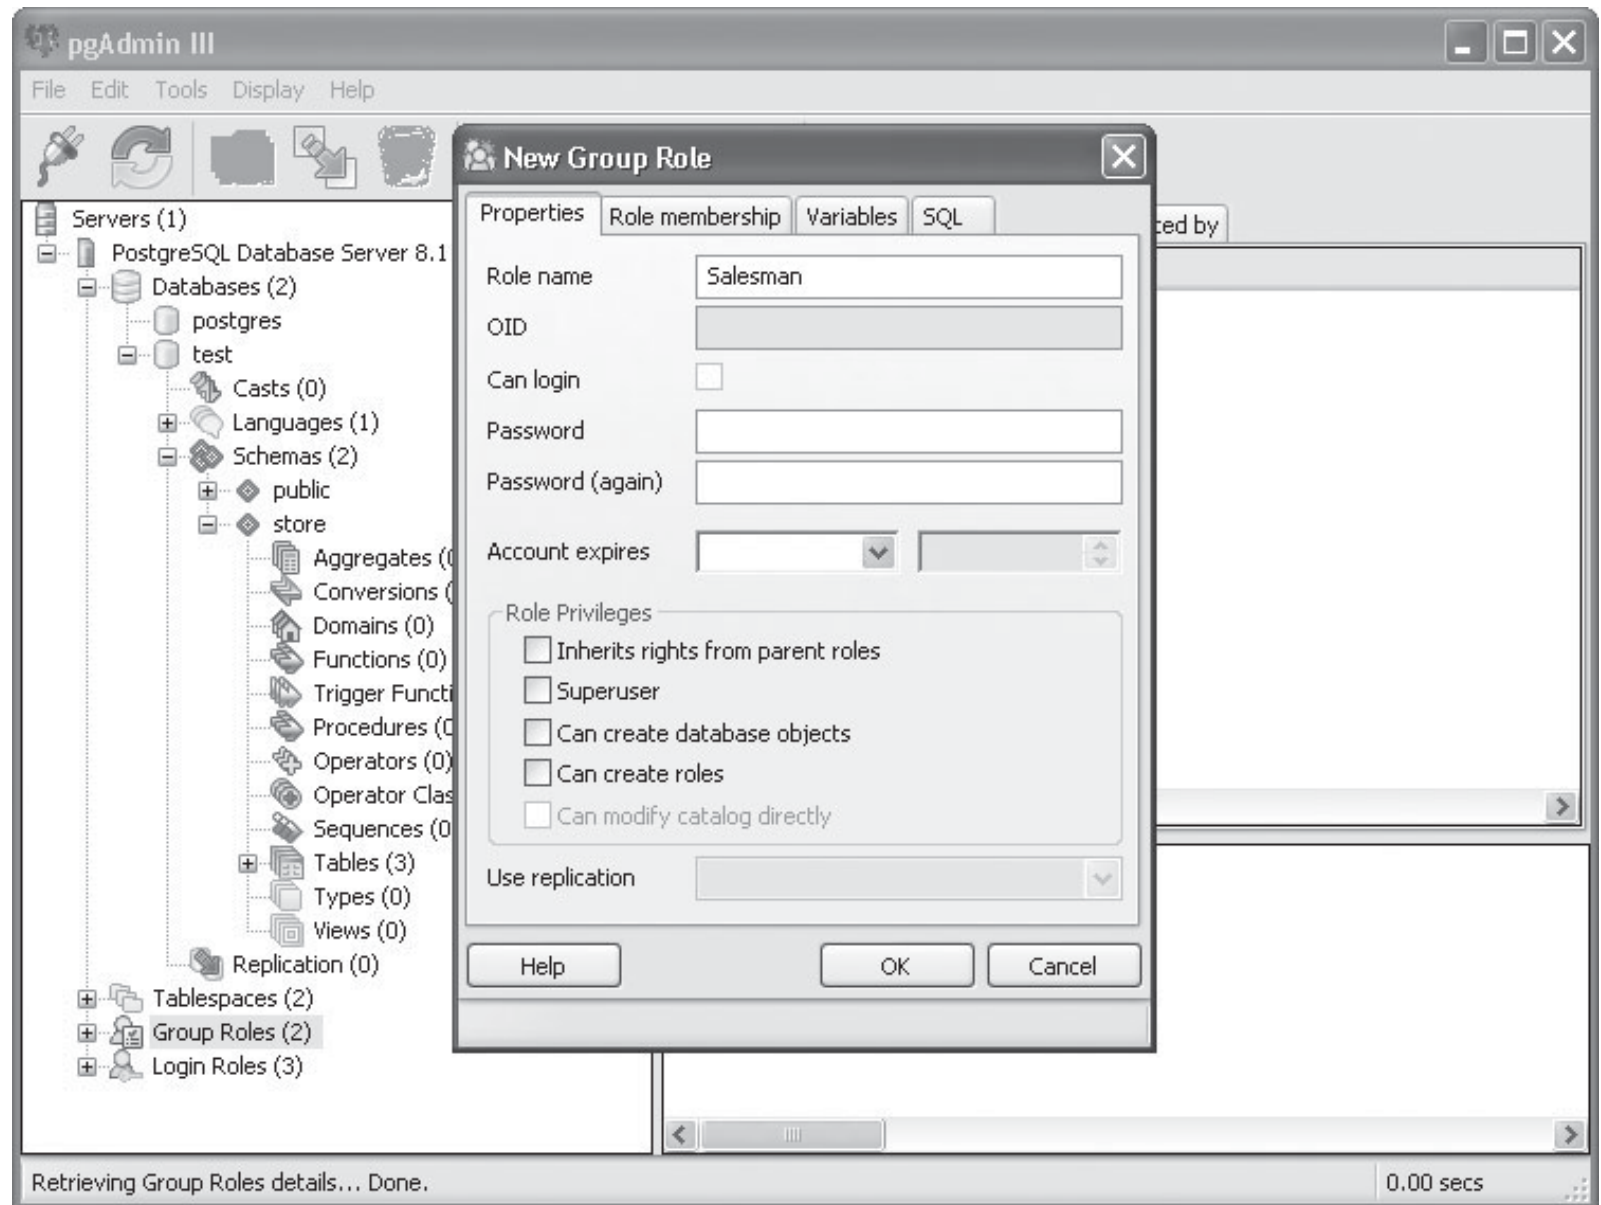 pgAdmin III
File Edit Tools Display Help
Servers (1)
PostgreSQL Database Server 8.1
Databases (2)
postgres
test
Casts (0)
Languages (1)
Schemas (2)
public
store
Aggregates (0
Conversions (
Domains (0)
Functions (0)
Trigger Functi
Procedures (0
Operators (0)
Operator Clas
Sequences (0
Tables (3)
Types (0)
Views (0)
Replication (0)
Tablespaces (2)
Group Roles (2)
Login Roles (3)
New Group Role
Properties Role membership Variables SQL
Role name Salesman
OID
Can login
Password
Password (again)
Account expires
Role Privileges
Inherits rights from parent roles
Superuser
Can create database objects
Can create roles
Can modify catalog directly
Use replication
Help OK Cancel
ced by
Retrieving Group Roles details... Done. 0.00 secs